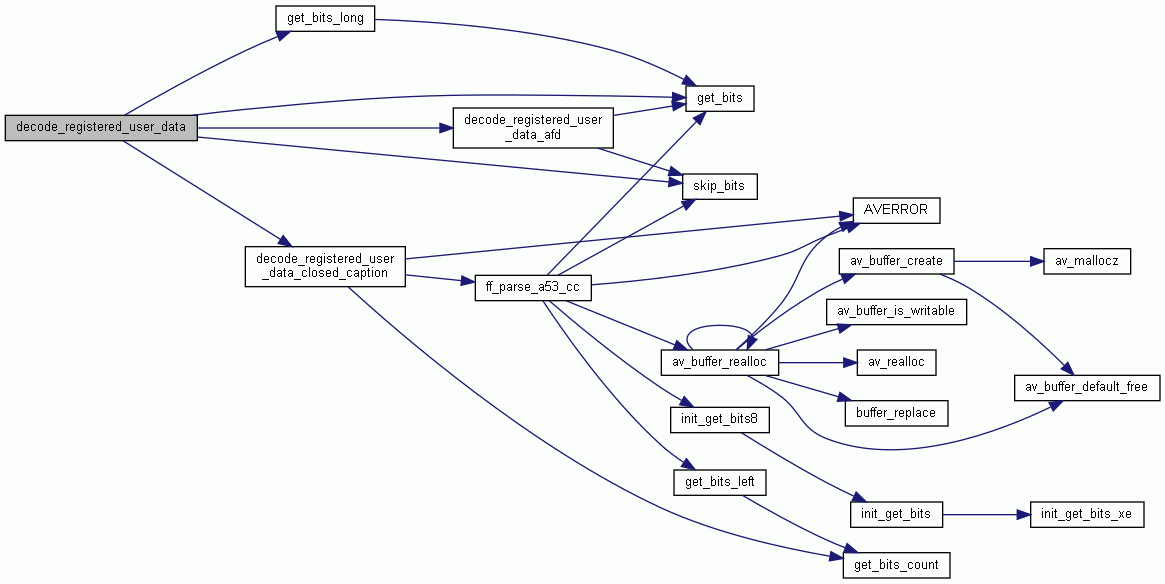 get_bits_long
get_bits
decode_registered_user_data
decode_registered_user
_data_afd
skip_bits
AVERROR
decode_registered_user
_data_closed_caption
av_buffer_create
av_mallocz
ff_parse_a53_cc
av_buffer_is_writable
av_buffer_realloc
av_realloc
av_buffer_default_free
buffer_replace
init_get_bits8
get_bits_left
init_get_bits
init_get_bits_xe
get_bits_count